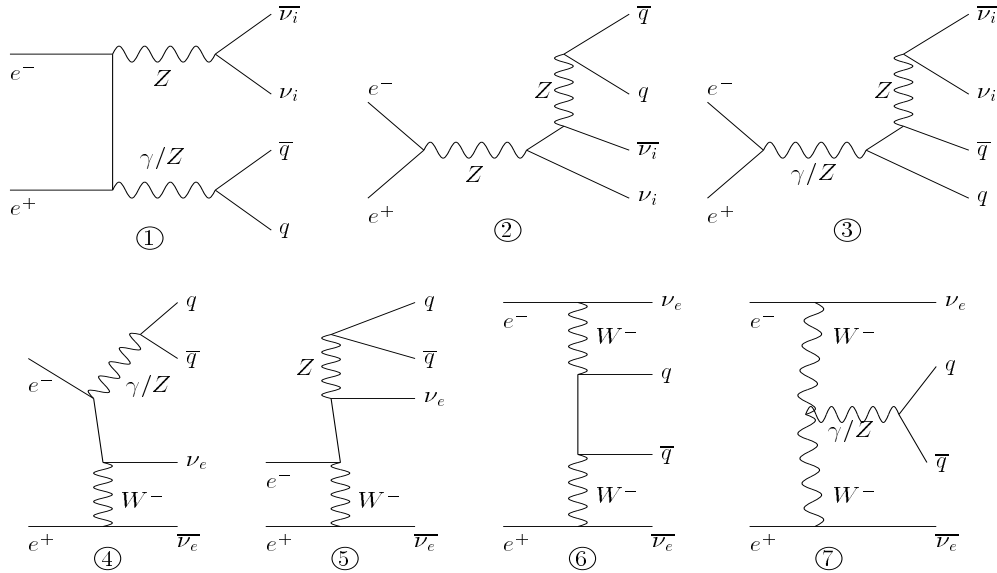 e⁻
Z
ν̅ᵢ
νᵢ
e⁺
γ/Z
q̅
q
①
e⁻
e⁺
Z
Z
q̅
q
ν̅ᵢ
νᵢ
②
e⁻
e⁺
γ/Z
Z
ν̅ᵢ
νᵢ
q̅
q
③
e⁻
γ/Z
q
q̅
νₑ
W⁻
e⁺
ν̅ₑ
④
Z
q
q̅
νₑ
e⁻
W⁻
e⁺
ν̅ₑ
⑤
e⁻
νₑ
W⁻
q
q̅
W⁻
e⁺
ν̅ₑ
⑥
e⁻
νₑ
W⁻
q
γ/Z
q̅
W⁻
e⁺
ν̅ₑ
⑦